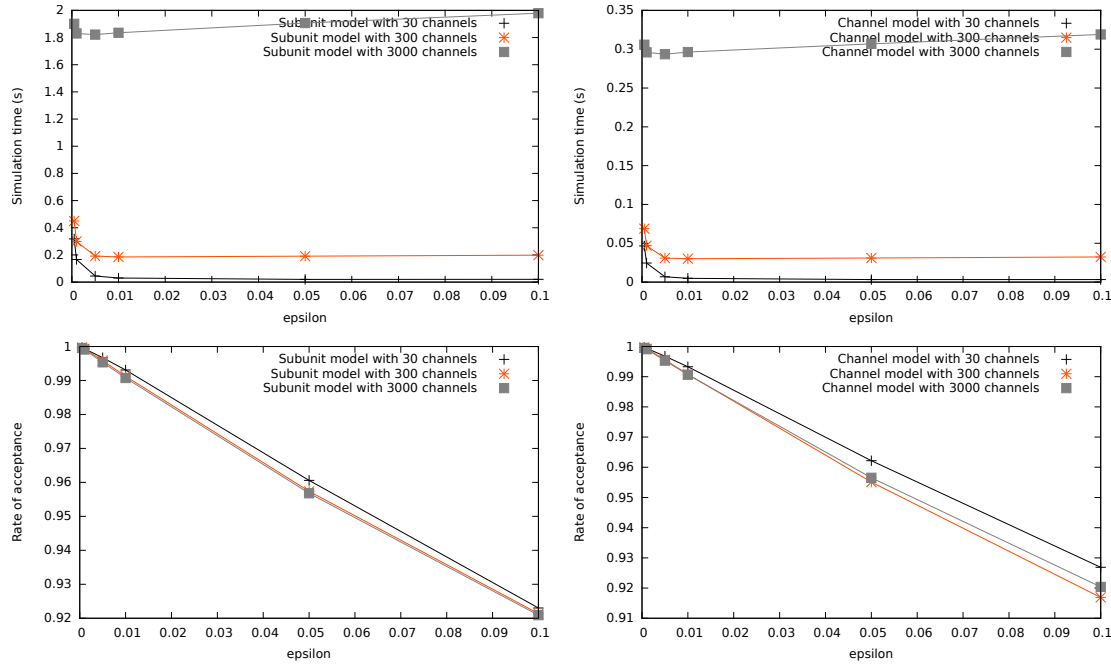 2
1.8
1.6
1.4
1.2
1
0.8
0.6
0.4
0.2
0
Simulation time (s)
Subunit model with 30 channels
Subunit model with 300 channels
Subunit model with 3000 channels
0 0.01 0.02 0.03 0.04 0.05 0.06 0.07 0.08 0.09 0.1
epsilon
0.35
0.3
0.25
0.2
0.15
0.1
0.05
0
Simulation time (s)
Channel model with 30 channels
Channel model with 300 channels
Channel model with 3000 channels
0 0.01 0.02 0.03 0.04 0.05 0.06 0.07 0.08 0.09 0.1
epsilon
1
0.99
0.98
0.97
0.96
0.95
0.94
0.93
0.92
Rate of acceptance
Subunit model with 30 channels
Subunit model with 300 channels
Subunit model with 3000 channels
0 0.01 0.02 0.03 0.04 0.05 0.06 0.07 0.08 0.09 0.1
epsilon
1
0.99
0.98
0.97
0.96
0.95
0.94
0.93
0.92
0.91
Rate of acceptance
Channel model with 30 channels
Channel model with 300 channels
Channel model with 3000 channels
0 0.01 0.02 0.03 0.04 0.05 0.06 0.07 0.08 0.09 0.1
epsilon